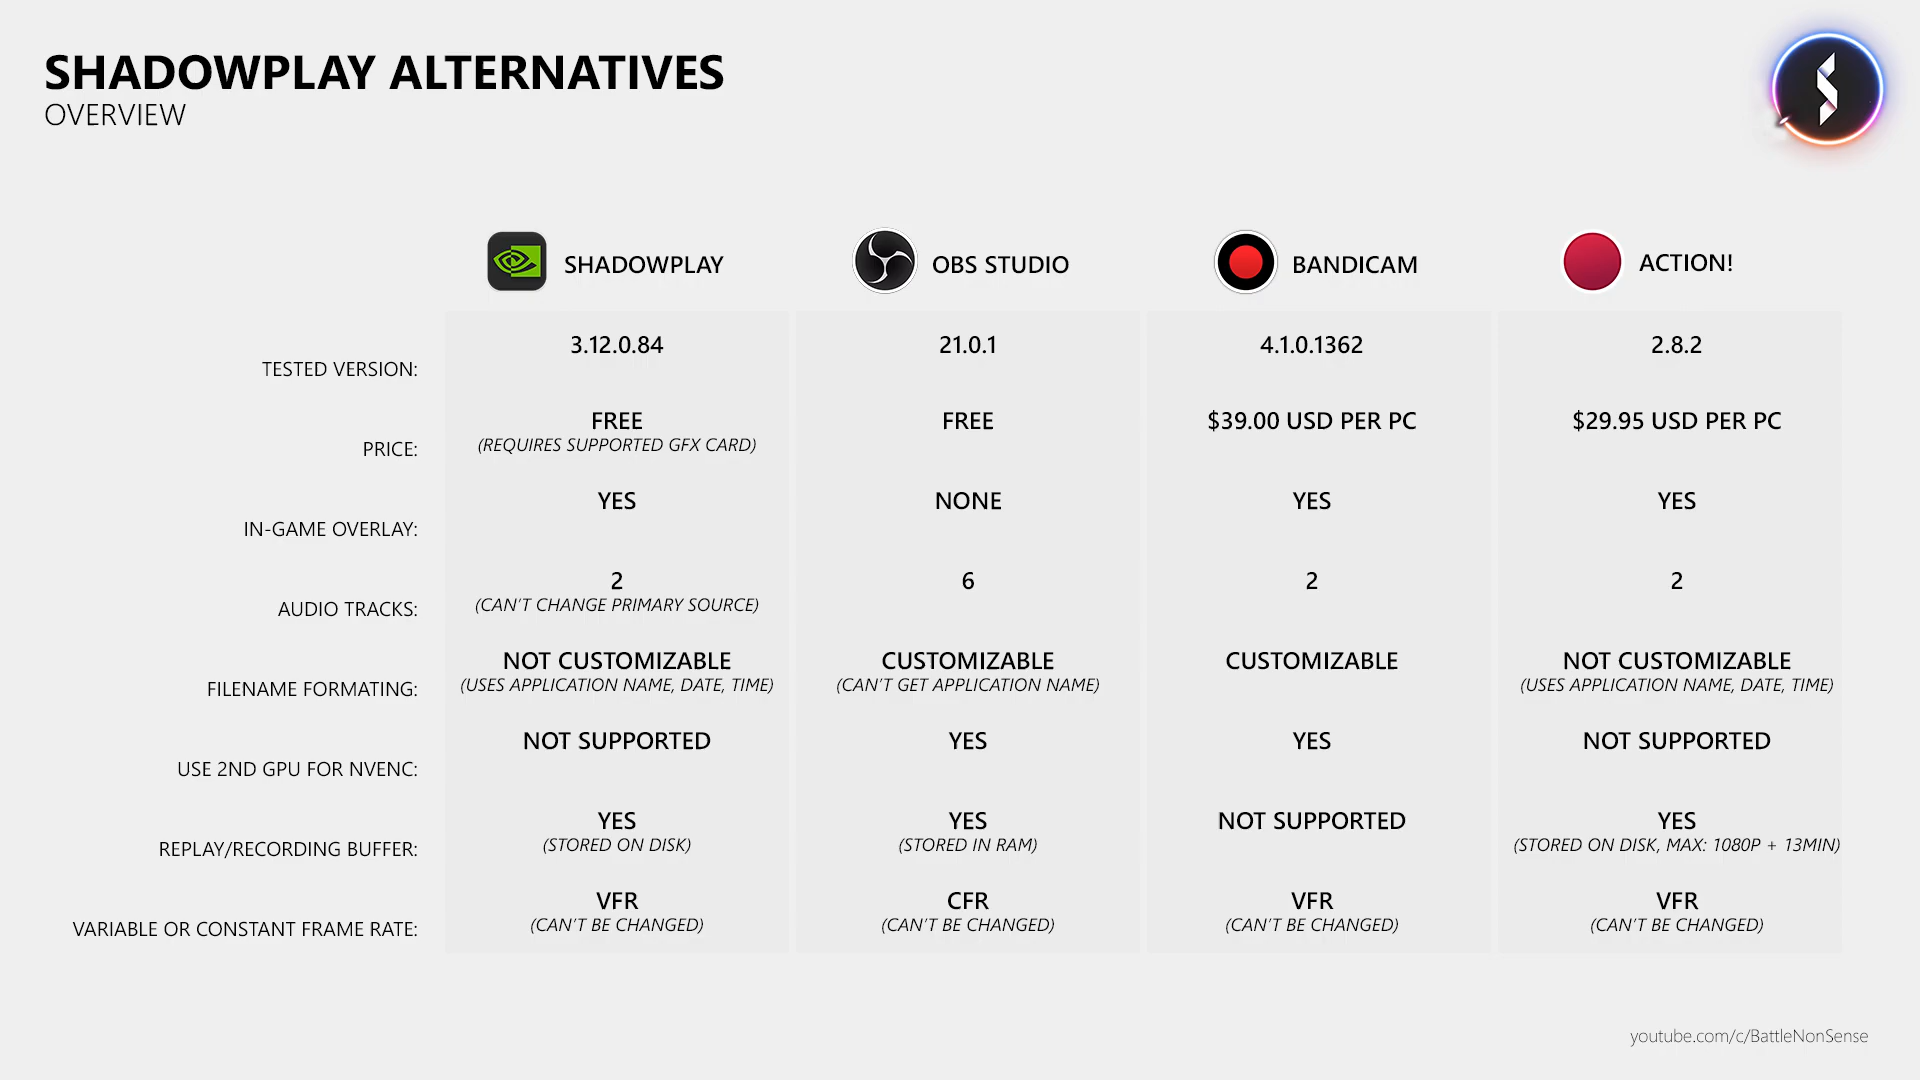 SHADOWPLAY ALTERNATIVES
OVERVIEW
SHADOWPLAY
OBS STUDIO
BANDICAM
ACTION!
TESTED VERSION:
3.12.0.84
21.0.1
4.1.0.1362
2.8.2
PRICE:
FREE
(REQUIRES SUPPORTED GFX CARD)
FREE
$39.00 USD PER PC
$29.95 USD PER PC
IN-GAME OVERLAY:
YES
NONE
YES
YES
AUDIO TRACKS:
2
(CAN'T CHANGE PRIMARY SOURCE)
6
2
2
FILENAME FORMATING:
NOT CUSTOMIZABLE
(USES APPLICATION NAME, DATE, TIME)
CUSTOMIZABLE
(CAN'T GET APPLICATION NAME)
CUSTOMIZABLE
NOT CUSTOMIZABLE
(USES APPLICATION NAME, DATE, TIME)
USE 2ND GPU FOR NVENC:
NOT SUPPORTED
YES
YES
NOT SUPPORTED
REPLAY/RECORDING BUFFER:
YES
(STORED ON DISK)
YES
(STORED IN RAM)
NOT SUPPORTED
YES
(STORED ON DISK, MAX: 1080P + 13MIN)
VARIABLE OR CONSTANT FRAME RATE:
VFR
(CAN'T BE CHANGED)
CFR
(CAN'T BE CHANGED)
VFR
(CAN'T BE CHANGED)
VFR
(CAN'T BE CHANGED)
youtube.com/c/BattleNonSense